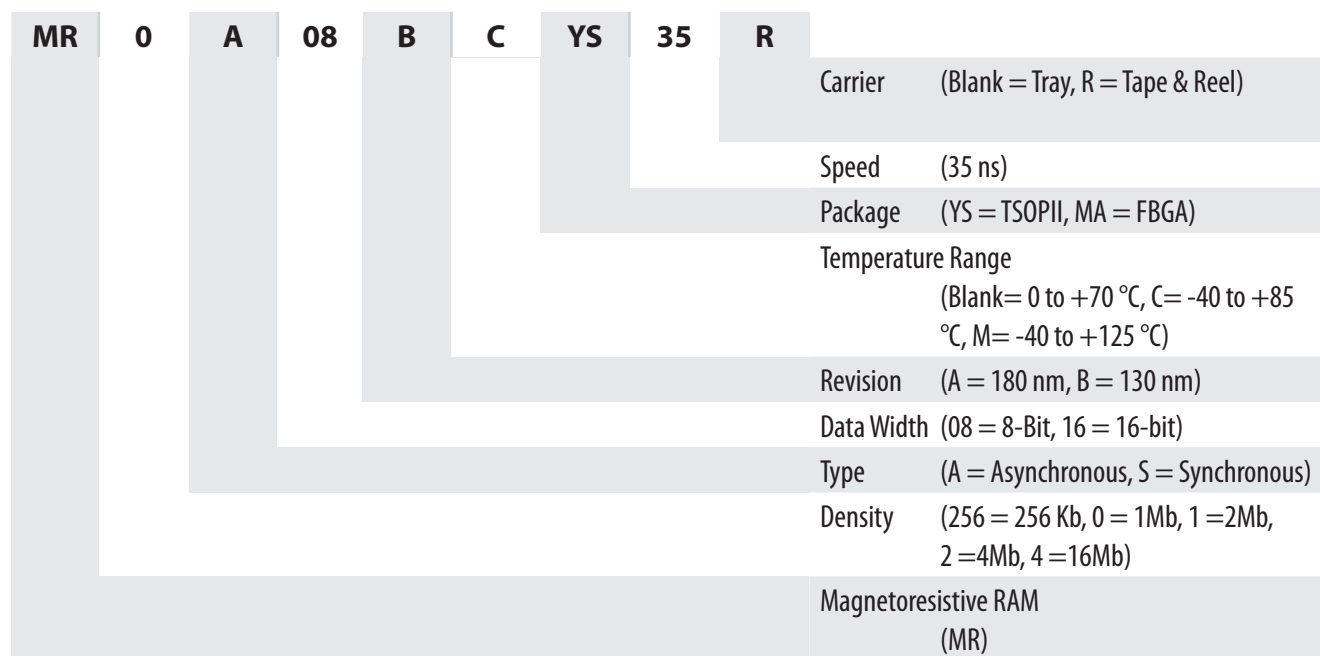 MR 0 A 08 B C YS 35 R
Carrier (Blank = Tray, R = Tape & Reel)
Speed (35 ns)
Package (YS = TSOPII, MA = FBGA)
Temperature Range
(Blank= 0 to +70 °C, C= -40 to +85
°C, M= -40 to +125 °C)
Revision (A = 180 nm, B = 130 nm)
Data Width (08 = 8-Bit, 16 = 16-bit)
Type (A = Asynchronous, S = Synchronous)
Density (256 = 256 Kb, 0 = 1Mb, 1 =2Mb,
2 =4Mb, 4 =16Mb)
Magnetoresistive RAM
(MR)